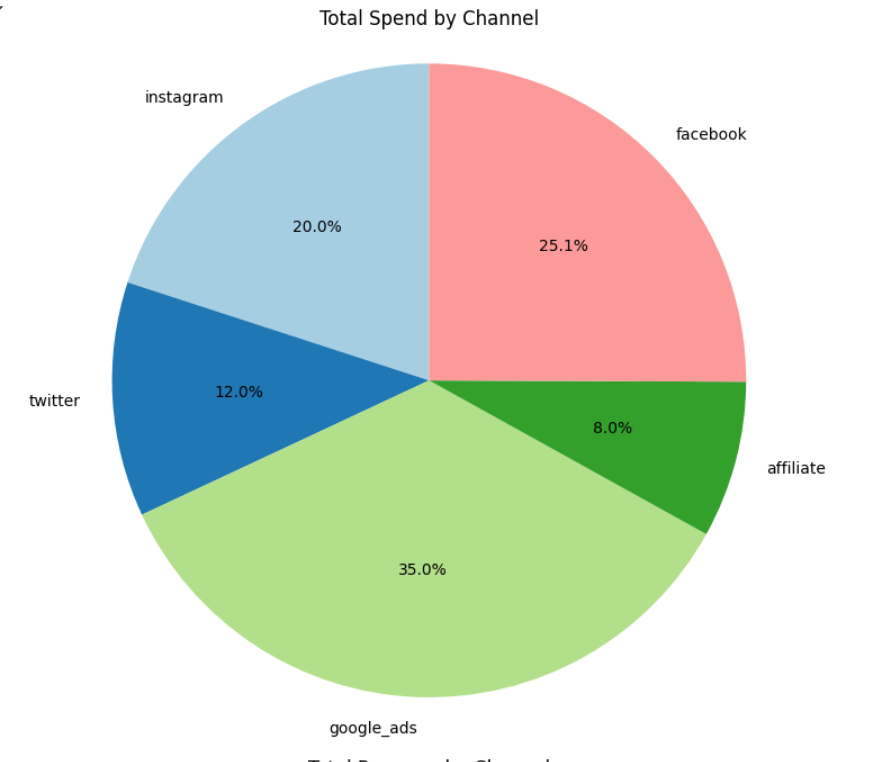 Total Spend by Channel
instagram
facebook
20.0%
25.1%
twitter
12.0%
8.0%
affiliate
35.0%
google_ads